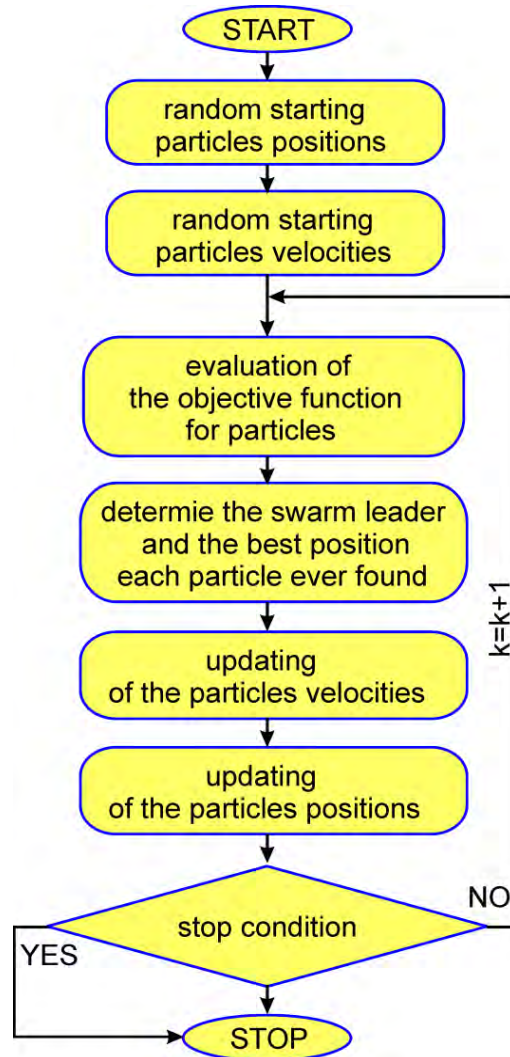 START
random starting
particles positions
random starting
particles velocities
evaluation of
the objective function
for particles
determie the swarm leader
and the best position
each particle ever found
k=k+1
updating
of the particles velocities
updating
of the particles positions
stop condition
NO
YES
STOP